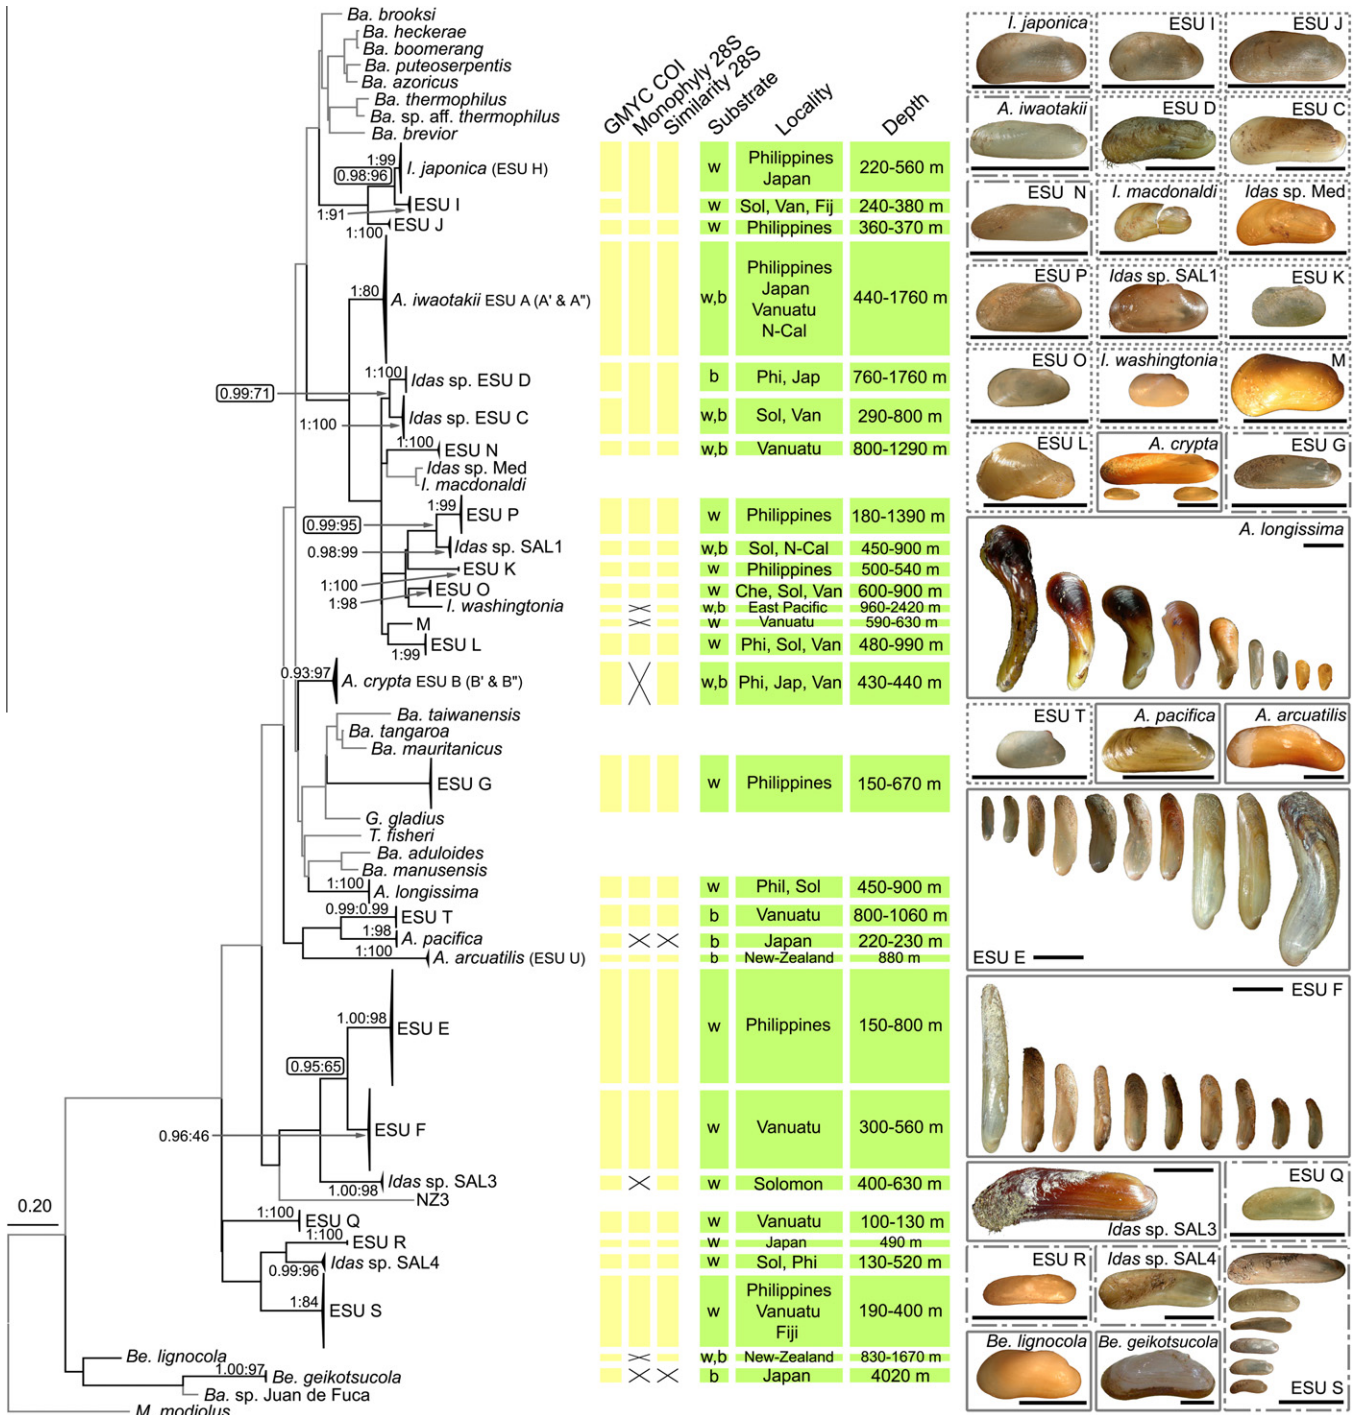 Ba. brooksi
Ba. heckerae
Ba. boomerang
Ba. puteoserpentis
Ba. azoricus
Ba. thermophilus
Ba. sp. aff. thermophilus
Ba. brevior
1:99
0.98:96
I. japonica (ESU H)
ESU I
1:91
ESU J
1:100
1:80
A. iwaotakii ESU A (A' & A")
1:100
Idas sp. ESU D
0.99:71
Idas sp. ESU C
1:100
1:100
ESU N
Idas sp. Med
I. macdonaldi
1:99
ESU P
0.99:95
Idas sp. SAL1
0.98:99
ESU K
1:100
ESU O
1:98
I. washingtonia
M
ESU L
1:99
0.93:97
A. crypta ESU B (B' & B")
Ba. taiwanensis
Ba. tangaroa
Ba. mauritanicus
ESU G
G. gladius
T. fisheri
Ba. aduloides
Ba. manusensis
1:100
A. longissima
0.99:0.99
ESU T
1:98
A. pacifica
1:100
A. arcuatilis (ESU U)
1.00:98
ESU E
0.95:65
ESU F
0.96:46
Idas sp. SAL3
1.00:98
NZ3
0.20
1:100
ESU Q
1:100
ESU R
Idas sp. SAL4
0.99:96
1:84
ESU S
Be. lignocola
1.00:97
Be. geikotsucola
Ba. sp. Juan de Fuca
M. modiolus
GMYC COI
Monophyly 28S
Similarity 28S
Substrate
Locality
Depth
w Philippines Japan 220-560 m
w Sol, Van, Fij 240-380 m
w Philippines 360-370 m
w,b Philippines Japan Vanuatu N-Cal 440-1760 m
b Phi, Jap 760-1760 m
w,b Sol, Van 290-800 m
w,b Vanuatu 800-1290 m
w Philippines 180-1390 m
w,b Sol, N-Cal 450-900 m
w Philippines 500-540 m
w Che, Sol, Van 600-900 m
w,b East Pacific 960-2420 m
w Vanuatu 590-630 m
w Phi, Sol, Van 480-990 m
w,b Phi, Jap, Van 430-440 m
w Philippines 150-670 m
w Phil, Sol 450-900 m
b Vanuatu 800-1060 m
b Japan 220-230 m
b New-Zealand 880 m
w Philippines 150-800 m
w Vanuatu 300-560 m
w Solomon 400-630 m
w Vanuatu 100-130 m
w Japan 490 m
w Sol, Phi 130-520 m
w Philippines Vanuatu Fiji 190-400 m
w,b New-Zealand 830-1670 m
b Japan 4020 m
I. japonica
ESU I
ESU J
A. iwaotakii
ESU D
ESU C
ESU N
I. macdonaldi
Idas sp. Med
ESU P
Idas sp. SAL1
ESU K
ESU O
I. washingtonia
M
ESU L
A. crypta
ESU G
A. longissima
ESU T
A. pacifica
A. arcuatilis
ESU E
ESU F
Idas sp. SAL3
ESU Q
ESU R
Idas sp. SAL4
Be. lignocola
Be. geikotsucola
ESU S